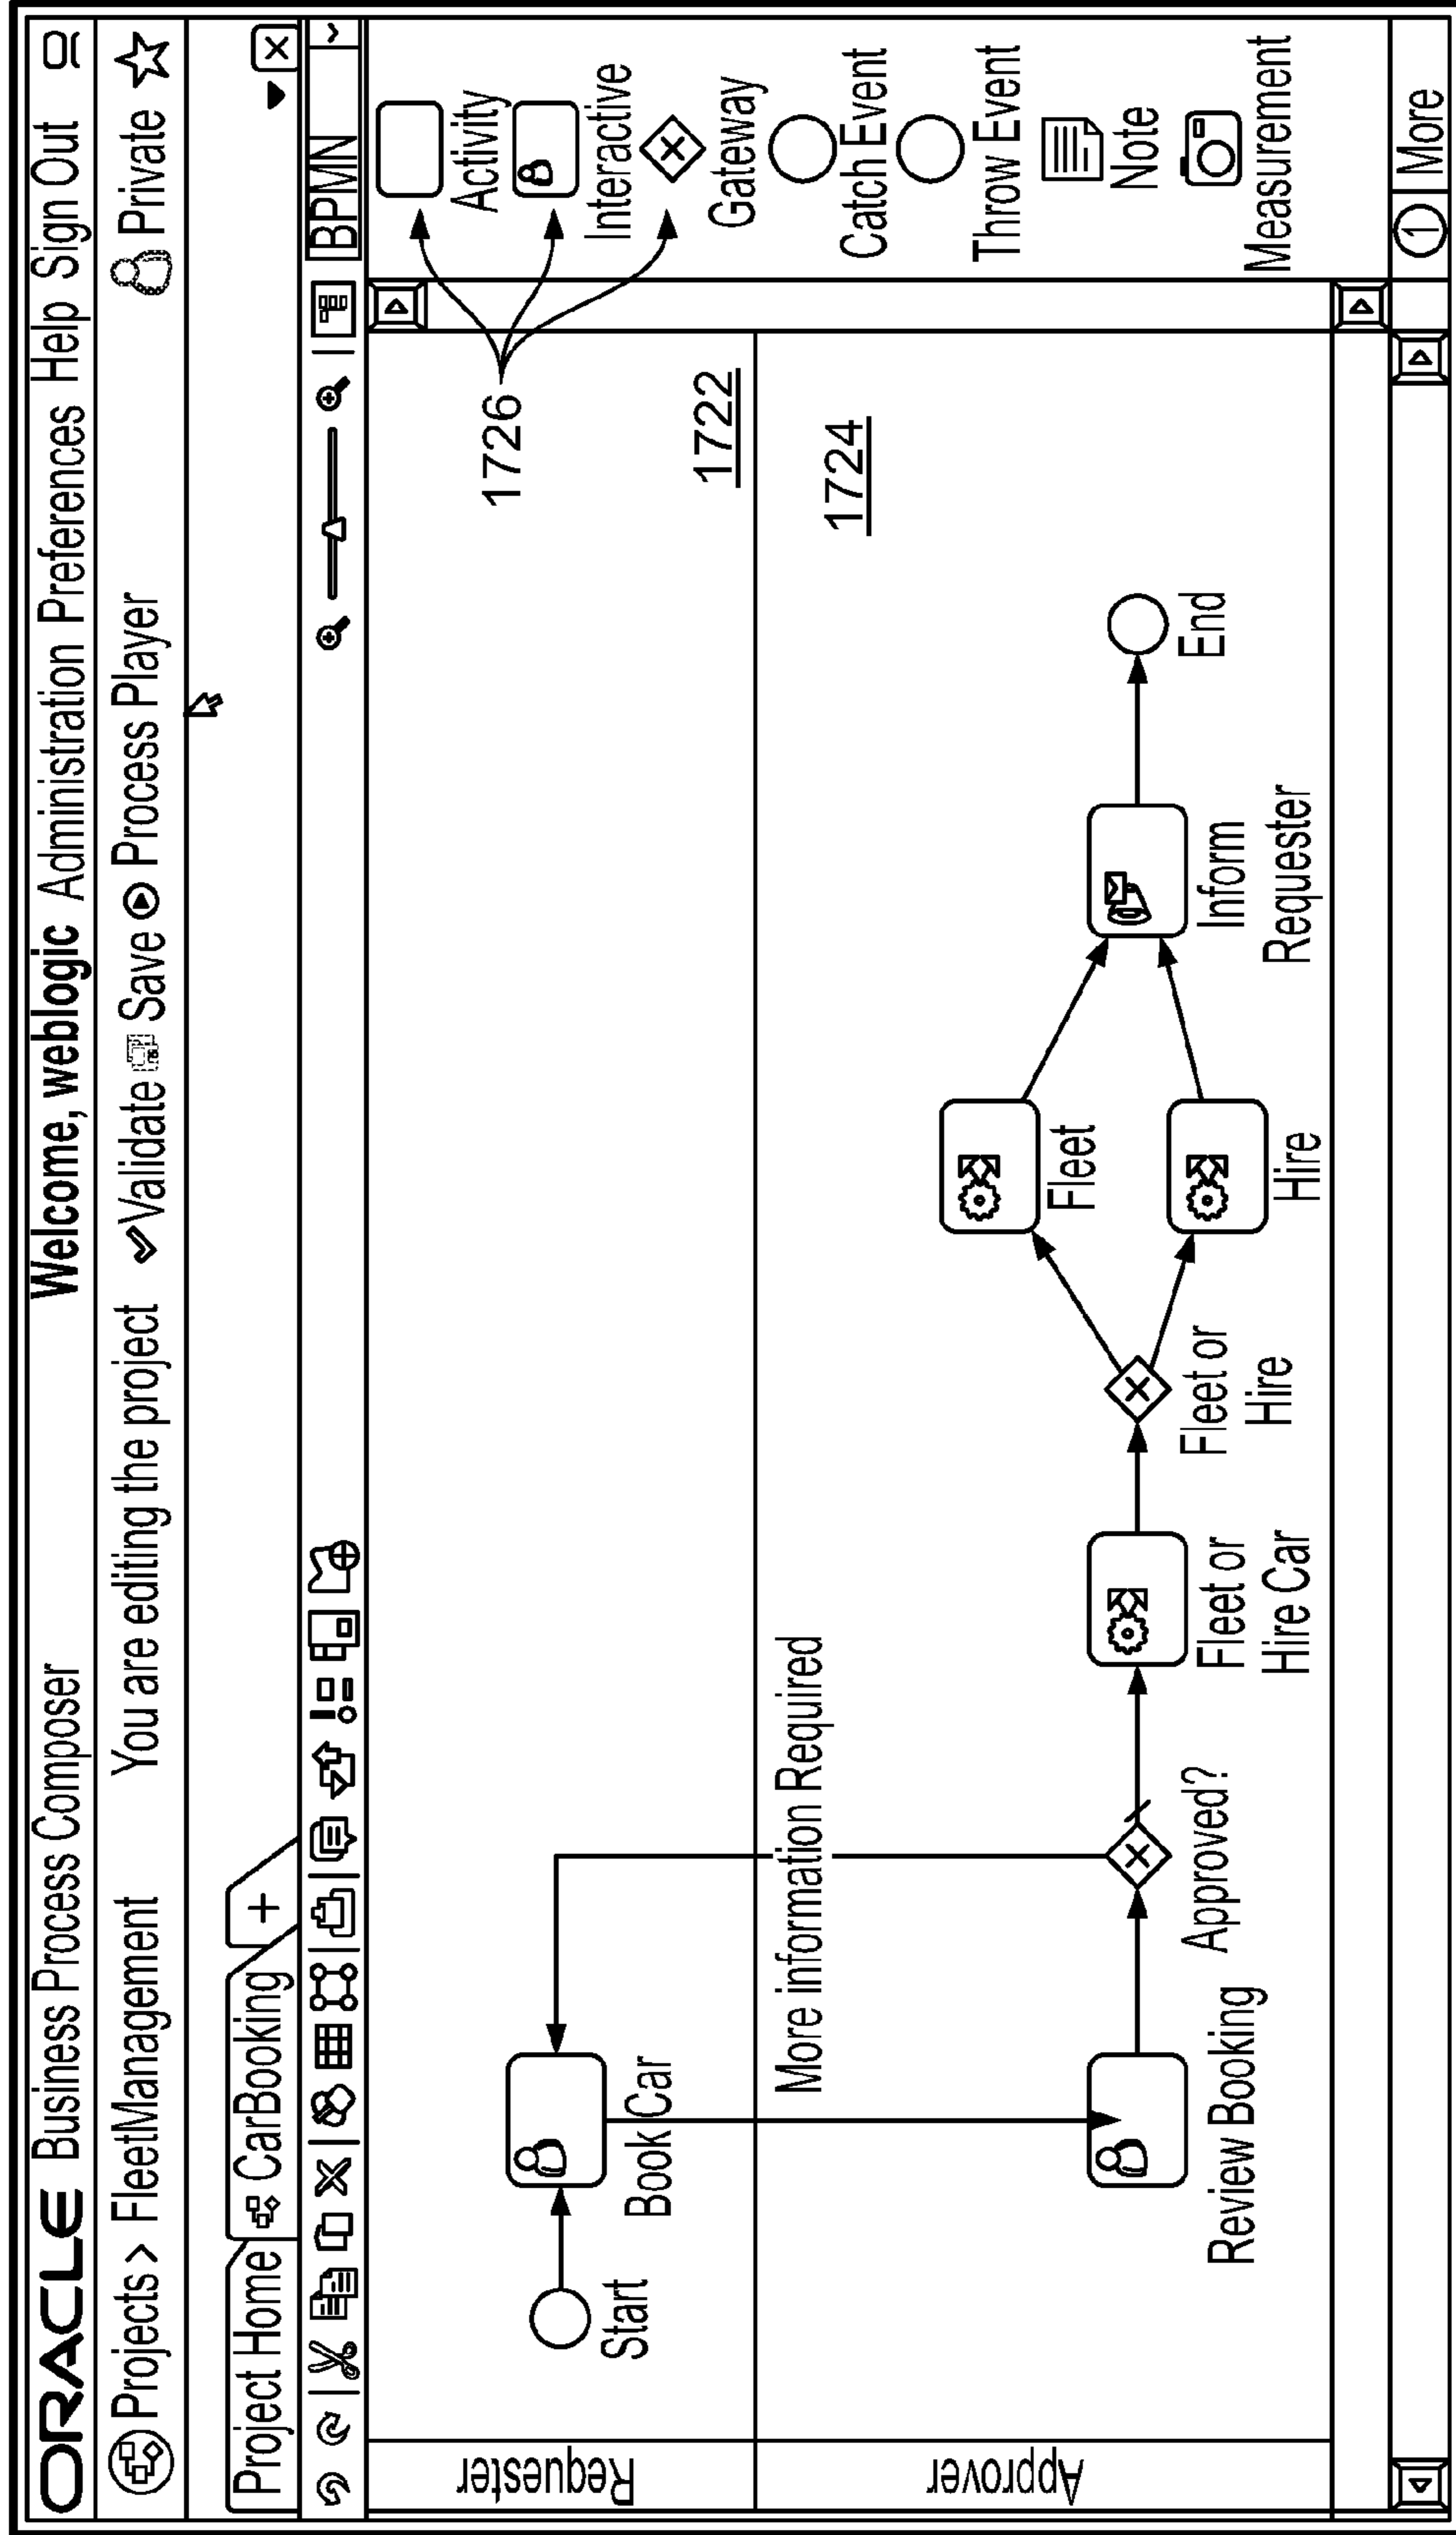 ORACLE Business Process Composer Welcome, weblogic Administration Preferences Help Sign Out
Projects > FleetManagement You are editing the project Validate Save Process Player Private
Project Home CarBooking +
BPMN
Requester
Start
Book Car
1726
1722
More information Required
Approver
1724
Review Booking
Approved?
Fleet or
Hire Car
Fleet or
Hire
Fleet
Hire
Inform
Requester
End
Activity
Interactive
Gateway
Catch Event
Throw Event
Note
Measurement
1 More